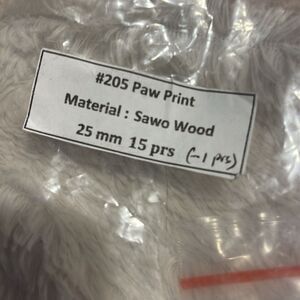 #205 Paw Print
Material : Sawo Wood
25 mm 15 prs (-1 prs)